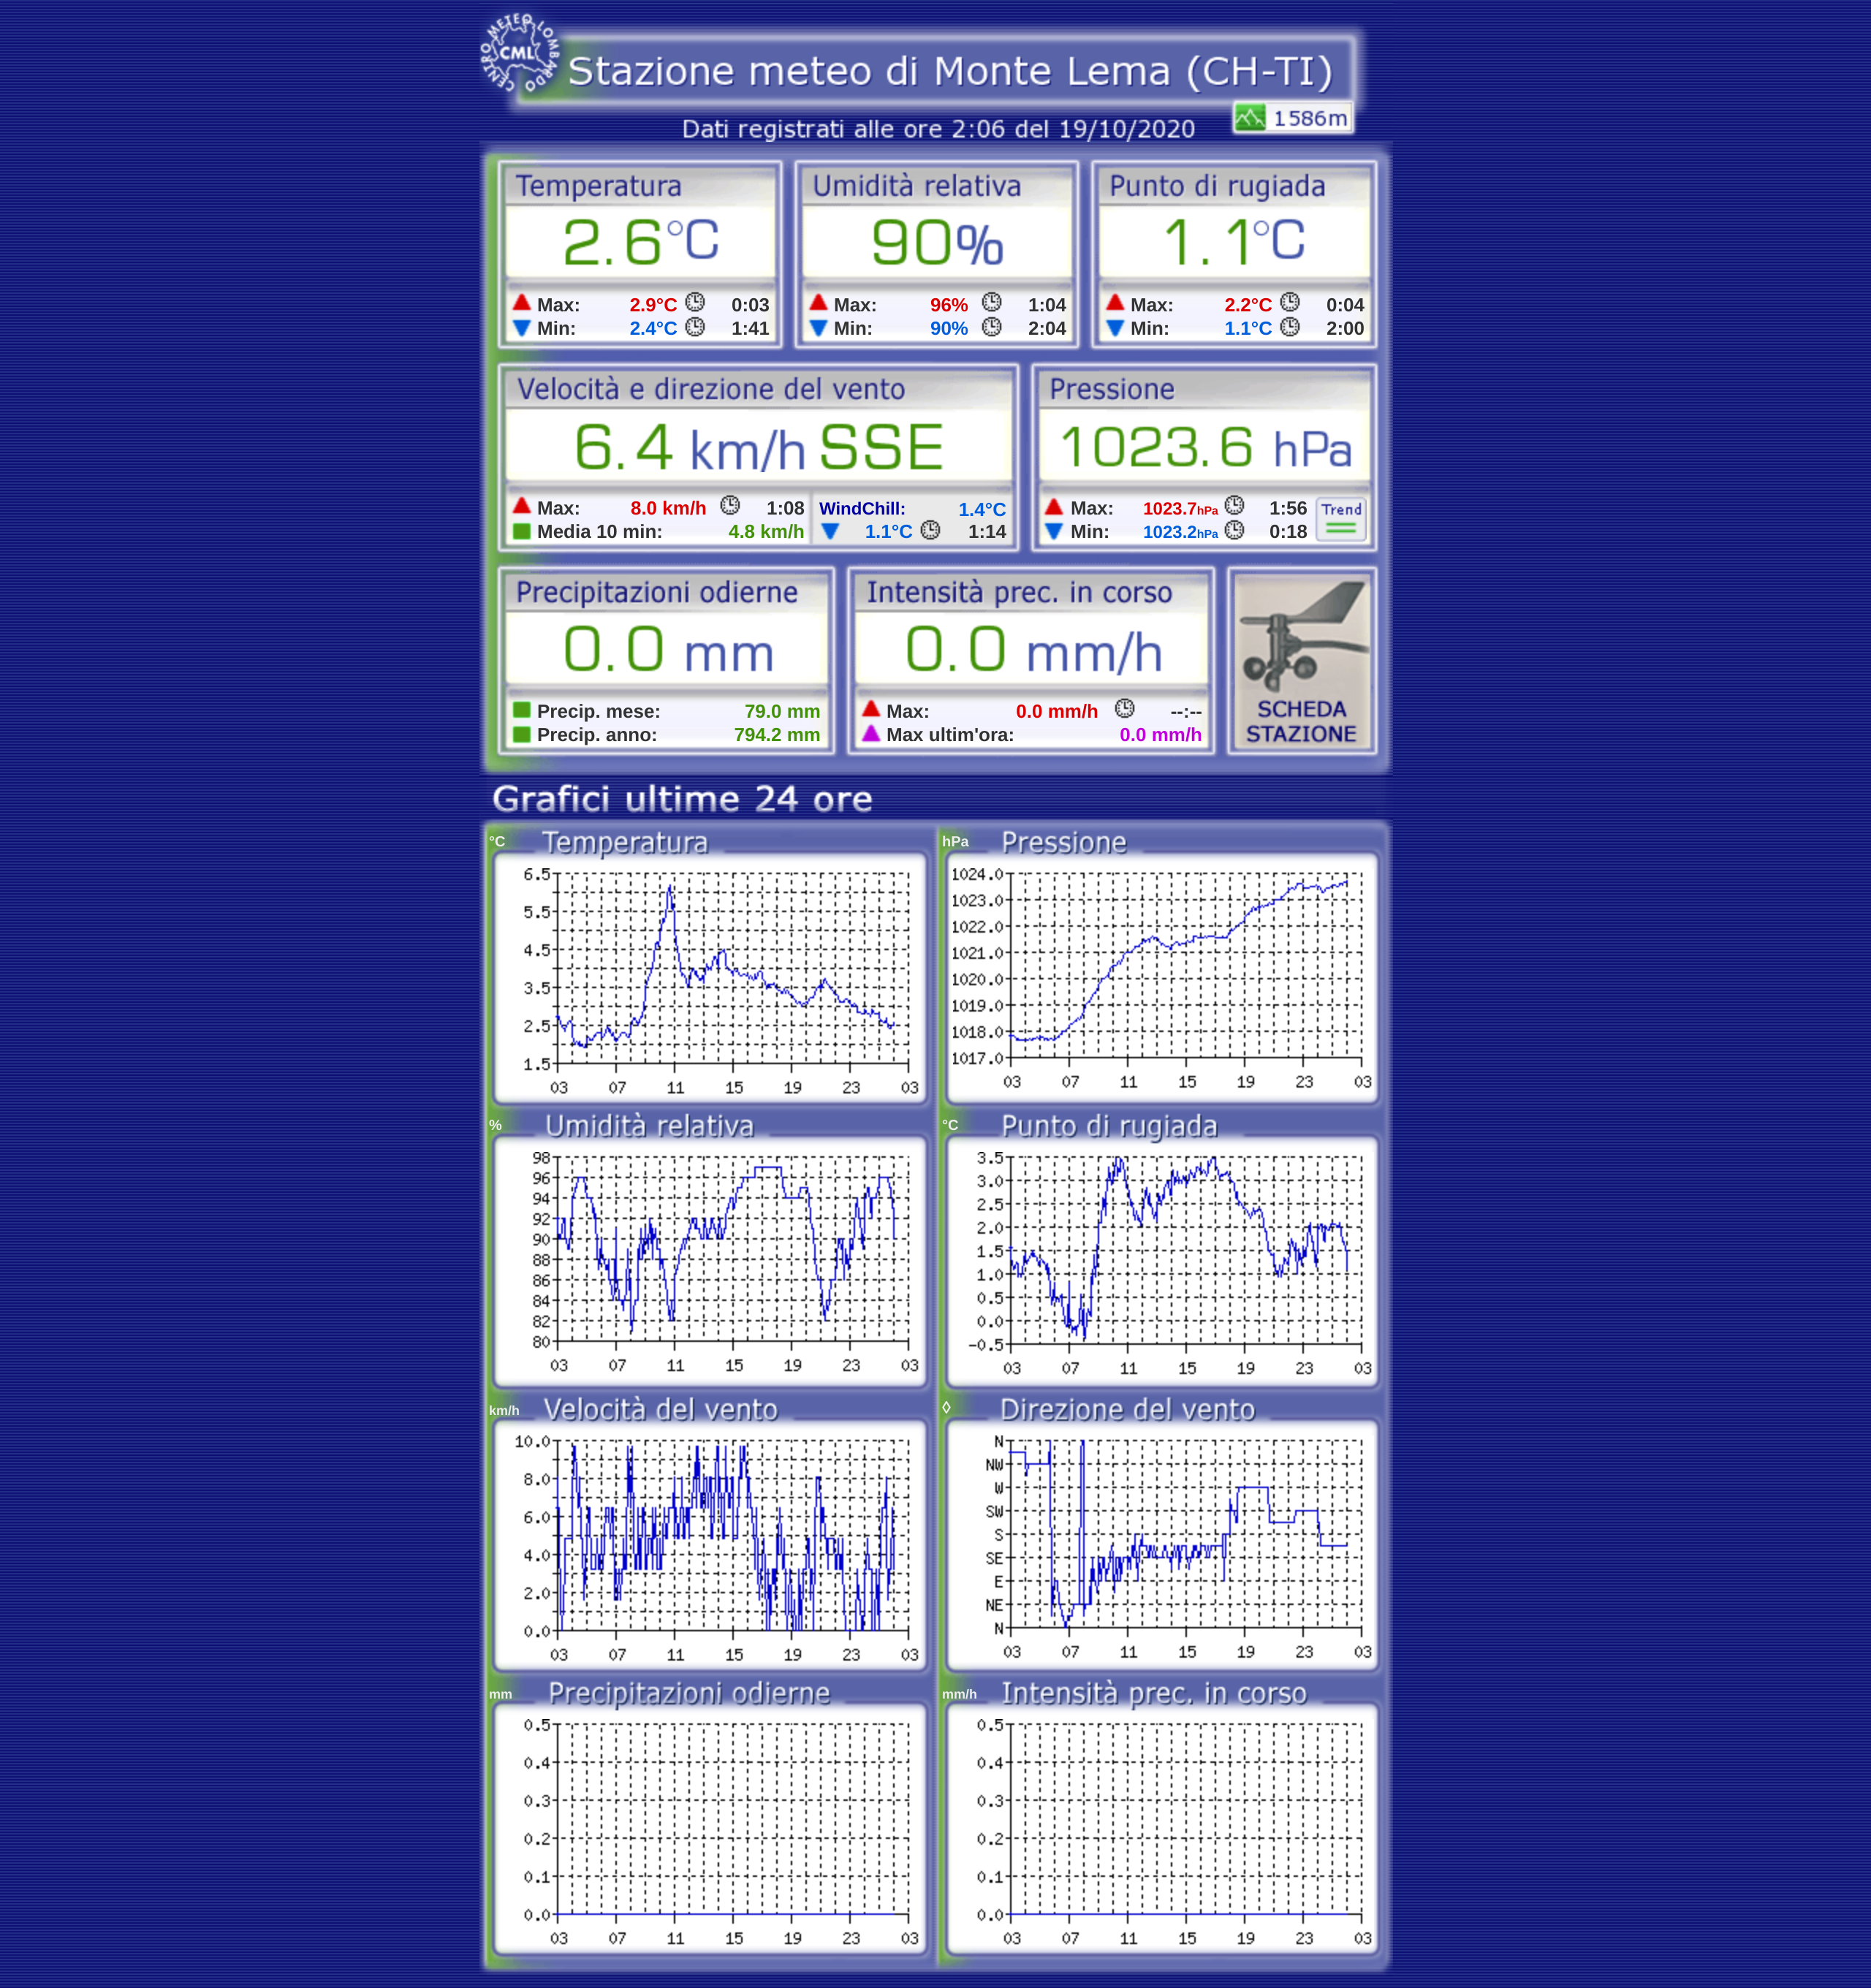 CENTRO METEO LOMBARDO
CML
Stazione meteo di Monte Lema (CH-TI)
1586m
Dati registrati alle ore 2:06 del 19/10/2020
Temperatura
2.6°C
Max: 2.9°C 0:03
Min: 2.4°C 1:41
Umidità relativa
90%
Max: 96% 1:04
Min: 90% 2:04
Punto di rugiada
1.1°C
Max: 2.2°C 0:04
Min: 1.1°C 2:00
Velocità e direzione del vento
6.4 km/h SSE
Max: 8.0 km/h 1:08
Media 10 min: 4.8 km/h
WindChill: 1.4°C
1.1°C 1:14
Pressione
1023.6 hPa
Max: 1023.7hPa 1:56
Min: 1023.2hPa 0:18
Trend
Precipitazioni odierne
0.0 mm
Precip. mese: 79.0 mm
Precip. anno: 794.2 mm
Intensità prec. in corso
0.0 mm/h
Max: 0.0 mm/h --:--
Max ultim'ora: 0.0 mm/h
SCHEDA
STAZIONE
Grafici ultime 24 ore
°C Temperatura
6.5
5.5
4.5
3.5
2.5
1.5
03 07 11 15 19 23 03
hPa Pressione
1024.0
1023.0
1022.0
1021.0
1020.0
1019.0
1018.0
1017.0
03 07 11 15 19 23 03
% Umidità relativa
98
96
94
92
90
88
86
84
82
80
03 07 11 15 19 23 03
°C Punto di rugiada
3.5
3.0
2.5
2.0
1.5
1.0
0.5
0.0
-0.5
03 07 11 15 19 23 03
km/h Velocità del vento
10.0
8.0
6.0
4.0
2.0
0.0
03 07 11 15 19 23 03
◊ Direzione del vento
N
NW
W
SW
S
SE
E
NE
N
03 07 11 15 19 23 03
mm Precipitazioni odierne
0.5
0.4
0.3
0.2
0.1
0.0
03 07 11 15 19 23 03
mm/h Intensità prec. in corso
0.5
0.4
0.3
0.2
0.1
0.0
03 07 11 15 19 23 03